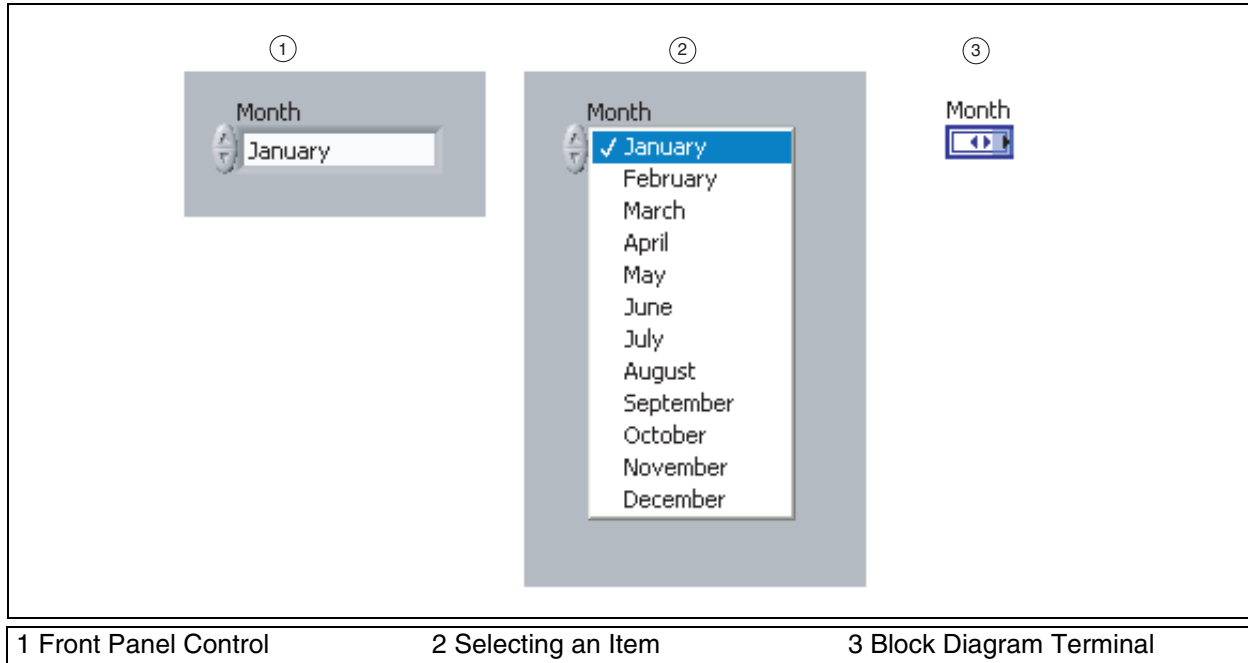 1
2
3
Month
January
Month
✓ January
February
March
April
May
June
July
August
September
October
November
December
Month
1 Front Panel Control 2 Selecting an Item 3 Block Diagram Terminal